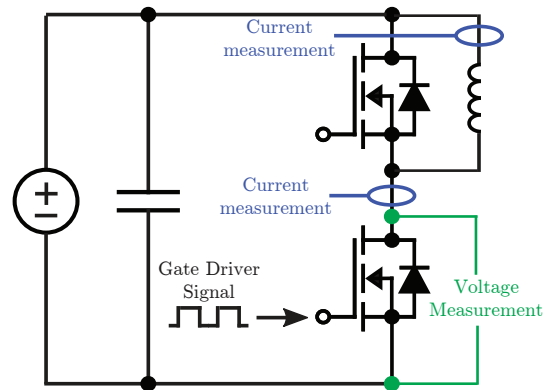 Current
measurement
Current
measurement
Gate Driver
Signal
Voltage
Measurement